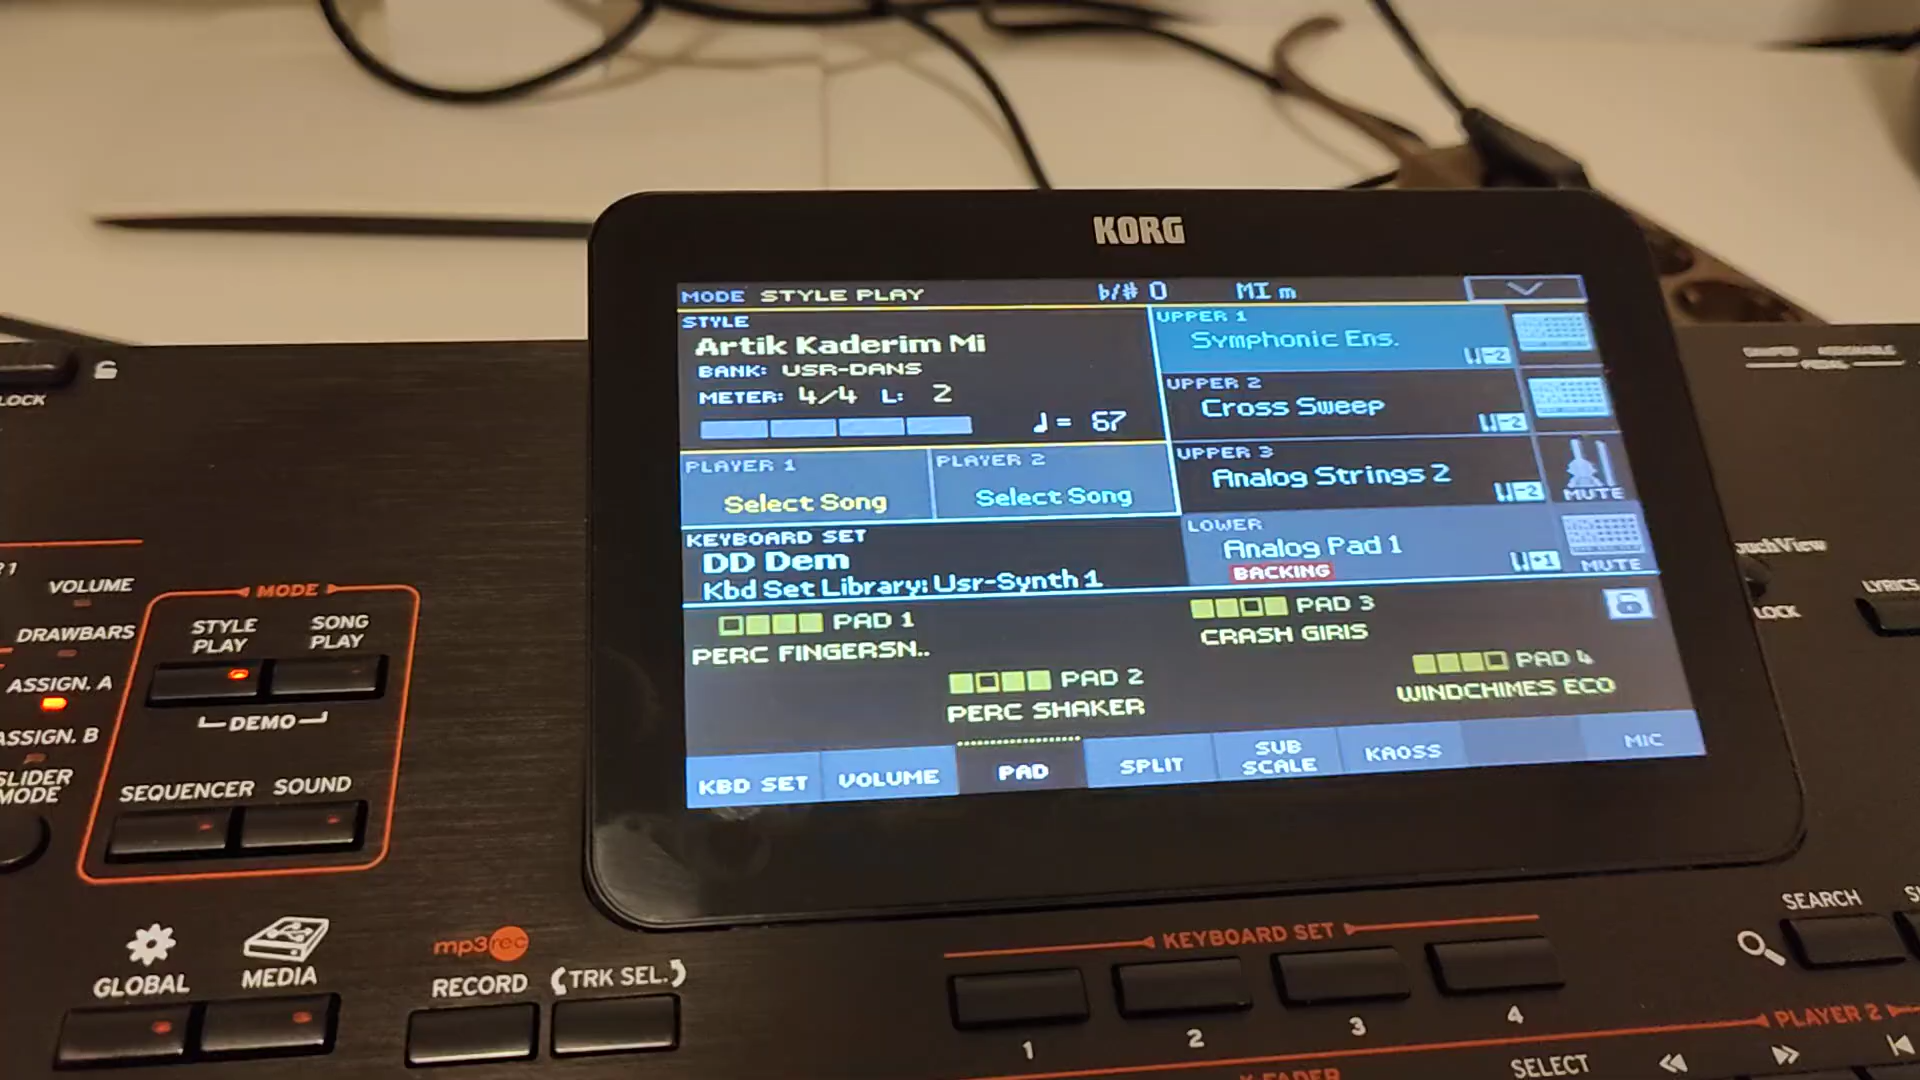 KORG
MODE STYLE PLAY
b/# 0
MI m
STYLE
Artik Kaderim Mi
BANK: USR-DANS
METER: 4/4 L: 2
♩= 67
PLAYER 1
Select Song
PLAYER 2
Select Song
KEYBOARD SET
DD Dem
Kbd Set Library: Usr-Synth 1
UPPER 1
Symphonic Ens.
-2
UPPER 2
Cross Sweep
-2
UPPER 3
Analog Strings 2
-2
MUTE
LOWER
Analog Pad 1
BACKING
-1
MUTE
PAD 1
PERC FINGERSN..
PAD 2
PERC SHAKER
PAD 3
CRASH GIRIS
PAD 4
WINDCHIMES ECO
KBD SET
VOLUME
PAD
SPLIT
SUB
SCALE
KAOSS
MIC
LOCK
VOLUME
DRAWBARS
ASSIGN. A
ASSIGN. B
SLIDER
MODE
MODE
STYLE
PLAY
SONG
PLAY
DEMO
SEQUENCER
SOUND
GLOBAL
MEDIA
mp3rec
RECORD
TRK SEL.
KEYBOARD SET
1
2
3
4
LOCK
LYRICS
SEARCH
PLAYER 2
SELECT
X-FADER